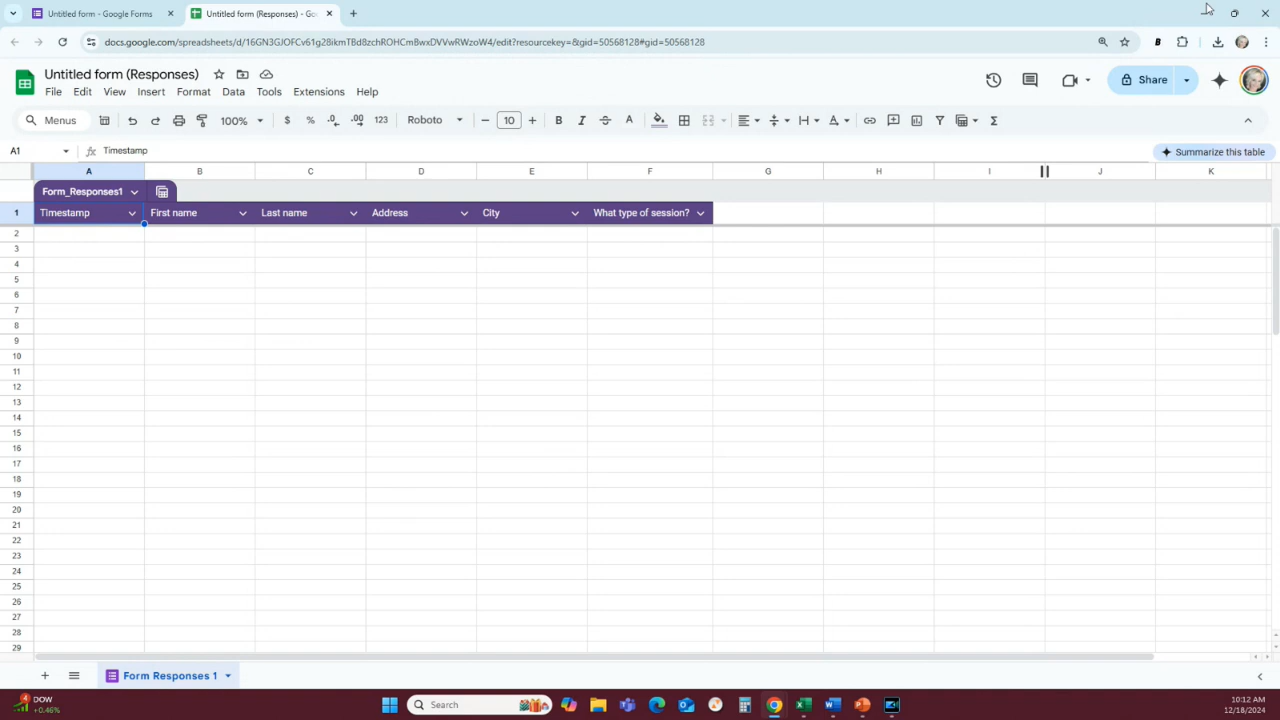 Untitled form - Google Forms
Untitled form (Responses) - Go
docs.google.com/spreadsheets/d/16GN3GJOFCv61g28ikmTBd8zchROHCmBwxDVVwRWzoW4/edit?resourcekey=&gid=50568128#gid=50568128
Untitled form (Responses)
Share
File Edit View Insert Format Data Tools Extensions Help
Menus 100% $ % .0 .00 123 Roboto 10 B I S A
A1 fx Timestamp Summarize this table
A B C D E F G H I J K
Form_Responses1
1 Timestamp First name Last name Address City What type of session?
2
3
4
5
6
7
8
9
10
11
12
13
14
15
16
17
18
19
20
21
22
23
24
25
26
27
28
29
Form Responses 1
DOW
+0.46%
Search
10:12 AM
12/18/2024